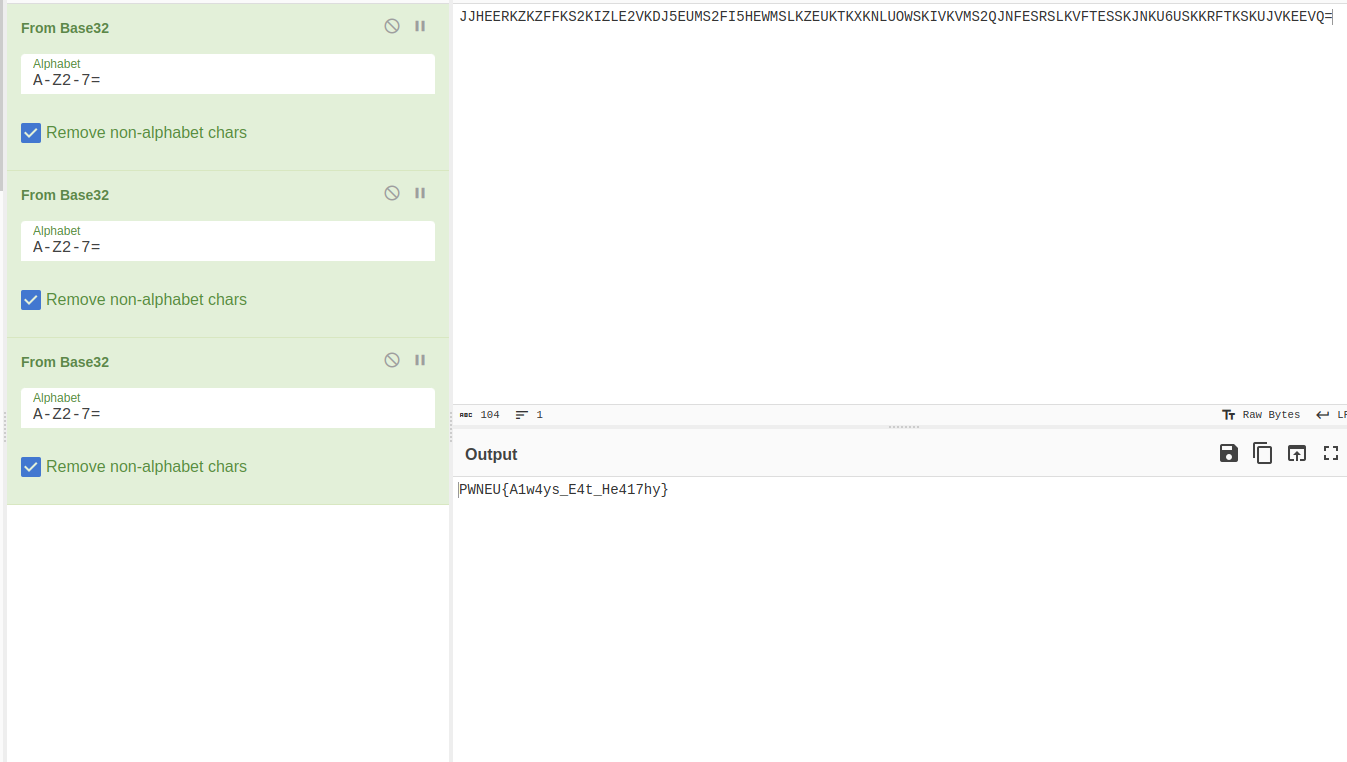 From Base32
Alphabet
A-Z2-7=
Remove non-alphabet chars
From Base32
Alphabet
A-Z2-7=
Remove non-alphabet chars
From Base32
Alphabet
A-Z2-7=
Remove non-alphabet chars
JJHEERKZKZFFKS2KIZLE2VKDJ5EUMS2FI5HEWMSLKZEUKTKXKNLUOWSKIVKVMS2QJNFESRSLKVFTESSKJNKU6USKKRFTKSKUJVKEEVQ=
ABC 104 1 Tт Raw Bytes LF
Output
PWNEU{A1w4ys_E4t_He417hy}